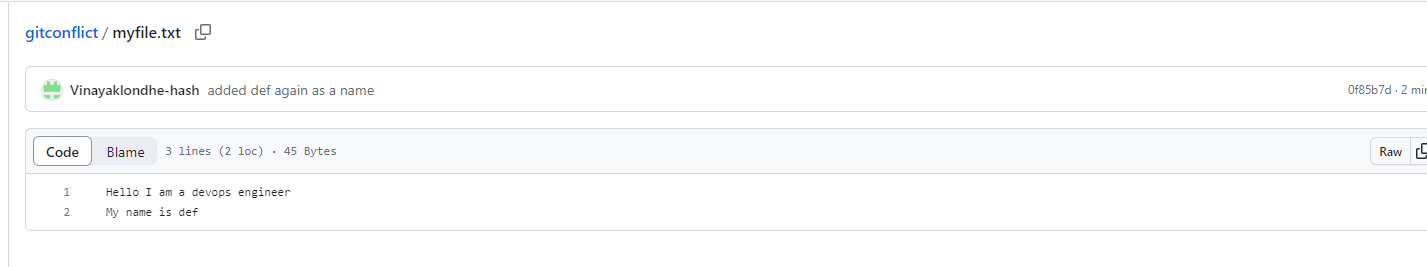 gitconflict / myfile.txt
Vinayaklondhe-hash added def again as a name 0f85b7d · 2
Code Blame 3 lines (2 loc) · 45 Bytes Raw
1 Hello I am a devops engineer
2 My name is def